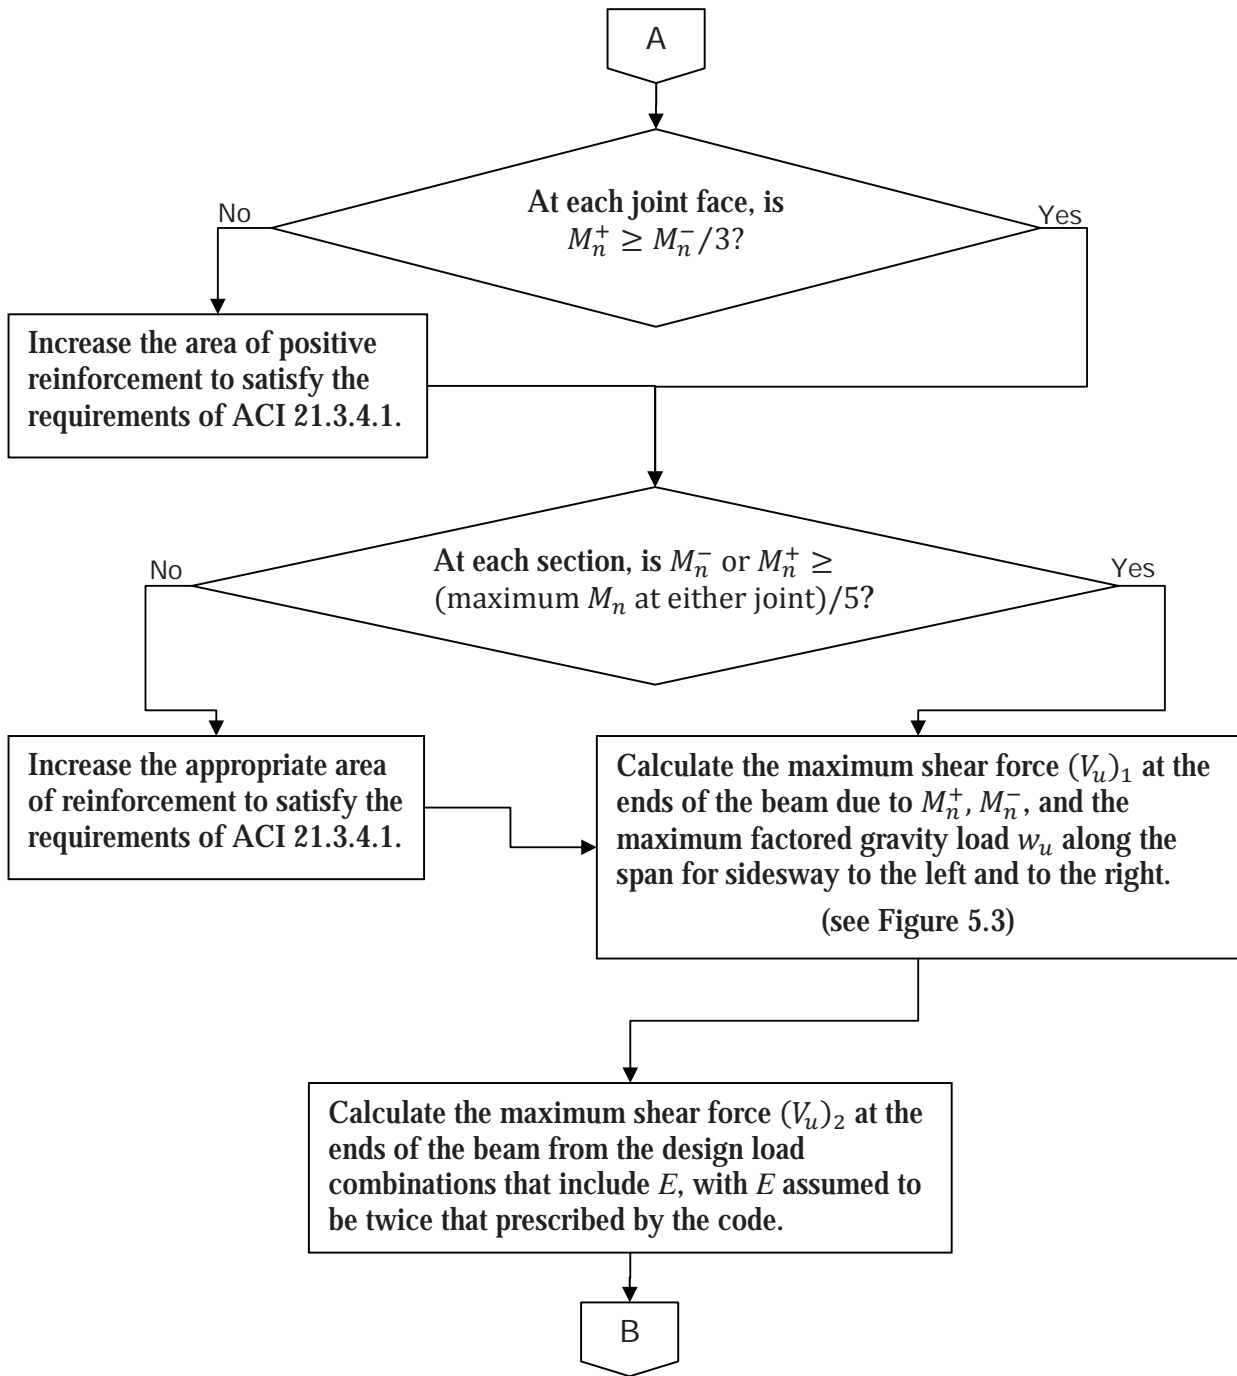 A
At each joint face, is
No
Yes
M_n^+ ≥ M_n^-/3?
Increase the area of positive
reinforcement to satisfy the
requirements of ACI 21.3.4.1.
At each section, is M_n^- or M_n^+ ≥
No
Yes
(maximum M_n at either joint)/5?
Increase the appropriate area
of reinforcement to satisfy the
requirements of ACI 21.3.4.1.
Calculate the maximum shear force (V_u)_1 at the
ends of the beam due to M_n^+, M_n^-, and the
maximum factored gravity load w_u along the
span for sidesway to the left and to the right.
(see Figure 5.3)
Calculate the maximum shear force (V_u)_2 at the
ends of the beam from the design load
combinations that include E, with E assumed to
be twice that prescribed by the code.
B